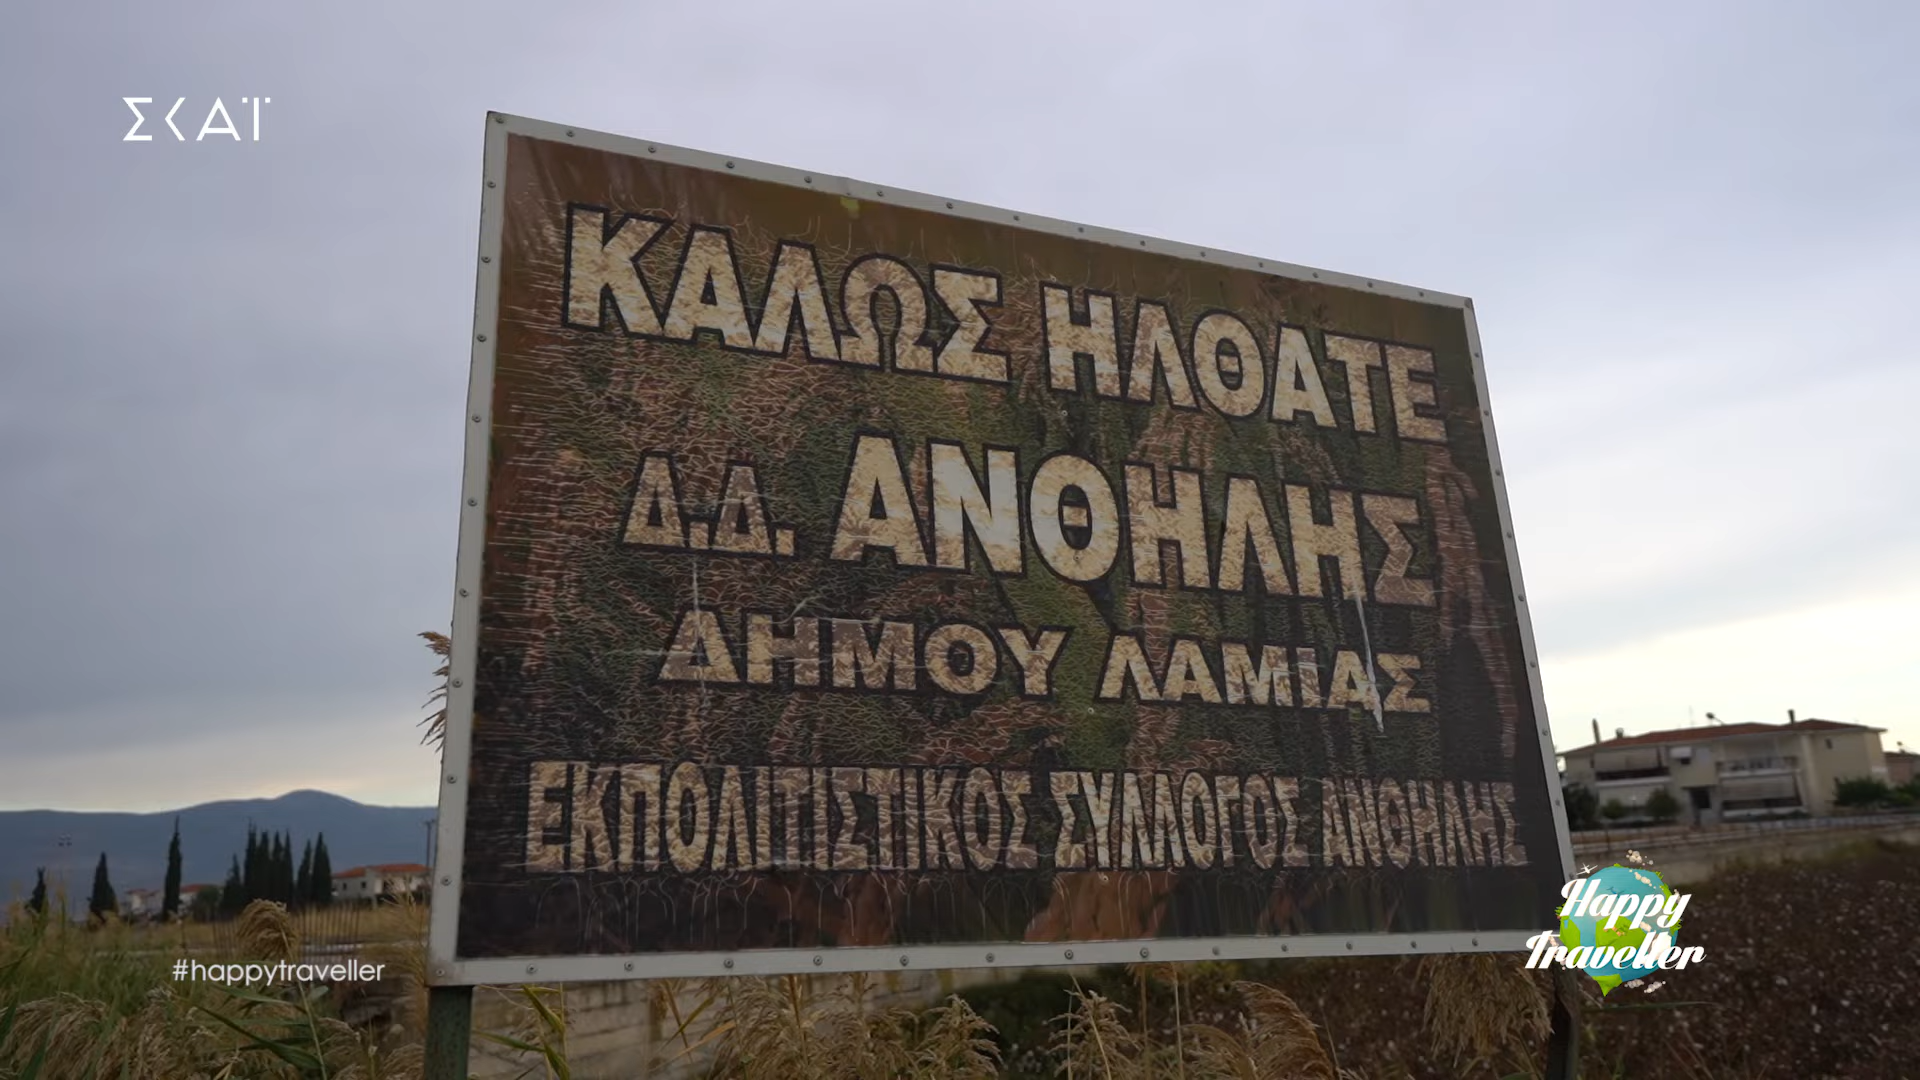 ΣΚΑΪ
ΚΑΛΩΣ ΗΛΘΑΤΕ
Δ.Δ. ΑΝΘΗΛΗΣ
ΔΗΜΟΥ ΛΑΜΙΑΣ
ΕΚΠΟΛΙΤΙΣΤΙΚΟΣ ΣΥΛΛΟΓΟΣ ΑΝΘΗΛΗΣ
#happytraveller
Happy
Traveller